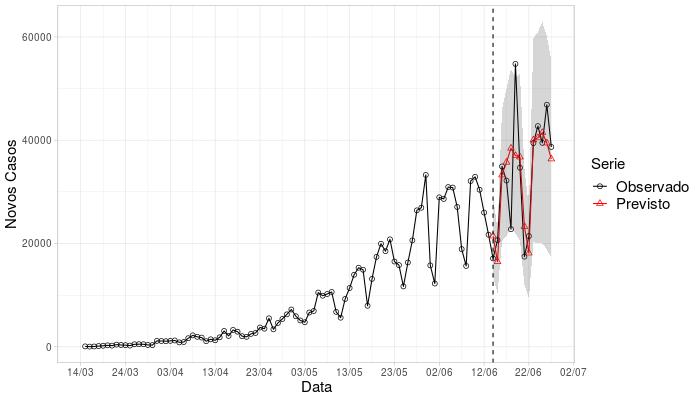 60000
40000
20000
0
Novos Casos
14/03 24/03 03/04 13/04 23/04 03/05 13/05 23/05 02/06 12/06 22/06 02/07
Data
Serie
Observado
Previsto